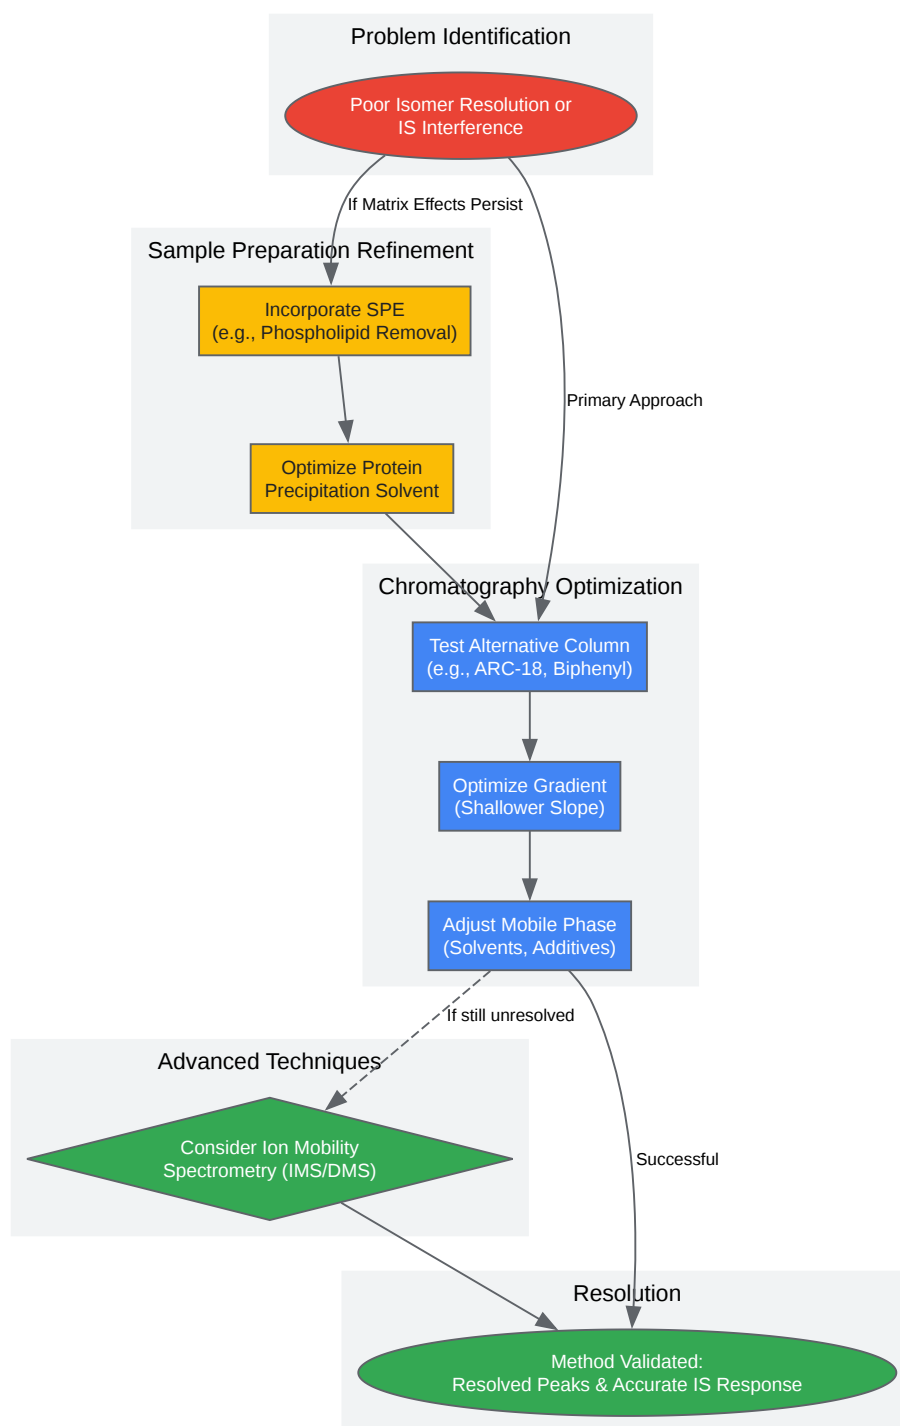 Problem Identification
Poor Isomer Resolution or
IS Interference
If Matrix Effects Persist
Sample Preparation Refinement
Incorporate SPE
(e.g., Phospholipid Removal)
Primary Approach
Optimize Protein
Precipitation Solvent
Chromatography Optimization
Test Alternative Column
(e.g., ARC-18, Biphenyl)
Optimize Gradient
(Shallower Slope)
Adjust Mobile Phase
(Solvents, Additives)
If still unresolved
Advanced Techniques
Consider Ion Mobility
Spectrometry (IMS/DMS)
Successful
Resolution
Method Validated:
Resolved Peaks & Accurate IS Response